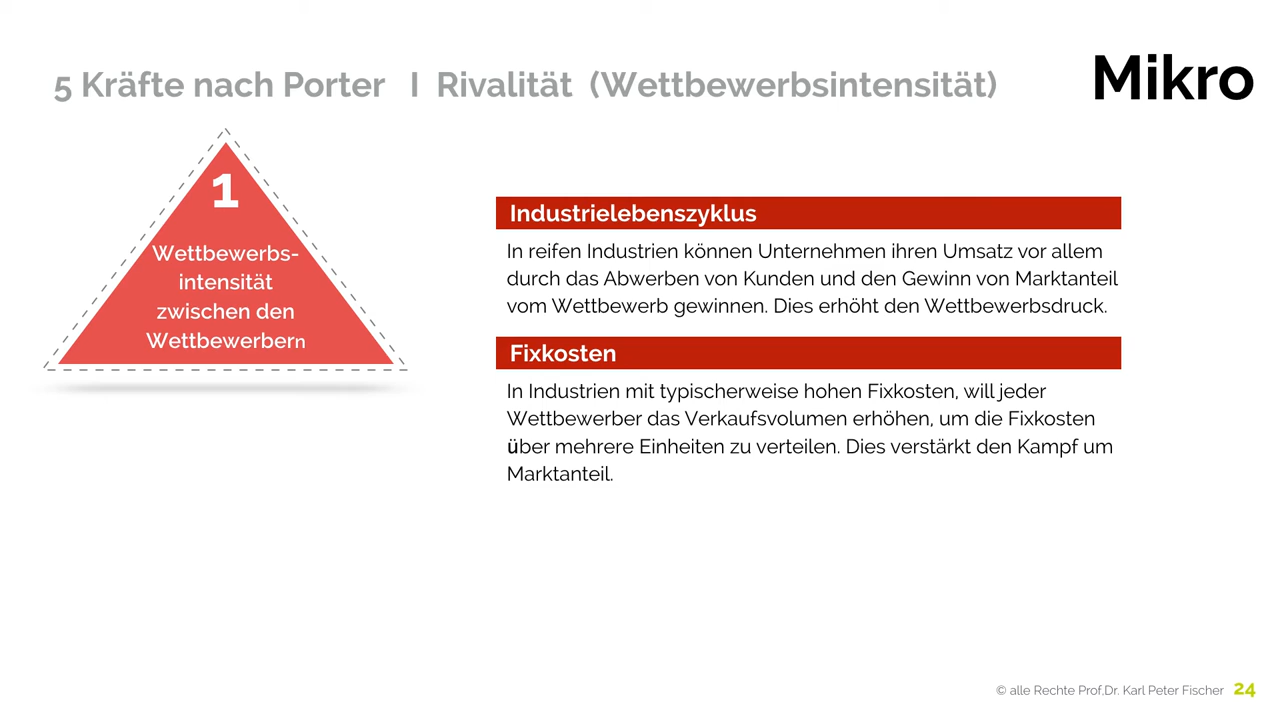 5 Kräfte nach Porter I Rivalität (Wettbewerbsintensität)
Mikro
1
Wettbewerbs-
intensität
zwischen den
Wettbewerbern
Industrielebenszyklus
In reifen Industrien können Unternehmen ihren Umsatz vor allem
durch das Abwerben von Kunden und den Gewinn von Marktanteil
vom Wettbewerb gewinnen. Dies erhöht den Wettbewerbsdruck.
Fixkosten
In Industrien mit typischerweise hohen Fixkosten, will jeder
Wettbewerber das Verkaufsvolumen erhöhen, um die Fixkosten
über mehrere Einheiten zu verteilen. Dies verstärkt den Kampf um
Marktanteil.
© alle Rechte Prof.Dr. Karl Peter Fischer 24